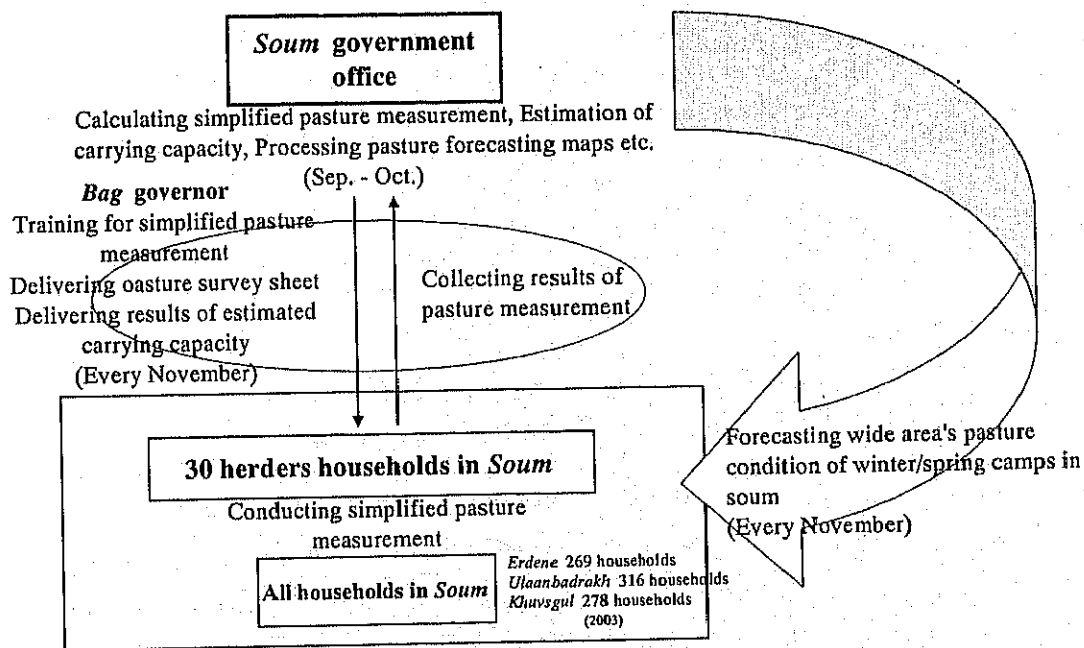 Soum government
office
Calculating simplified pasture measurement, Estimation of
carrying capacity, Processing pasture forecasting maps etc.
(Sep. - Oct.)
Bag governor
Training for simplified pasture
measurement
Delivering oasture survey sheet
Delivering results of estimated
carrying capacity
(Every November)
Collecting results of
pasture measurement
30 herders households in Soum
Conducting simplified pasture
measurement
All households in Soum
Erdene 269 households
Ulaanbadrakh 316 households
Khuvsgul 278 households
(2003)
Forecasting wide area's pasture
condition of winter/spring camps in
soum
(Every November)